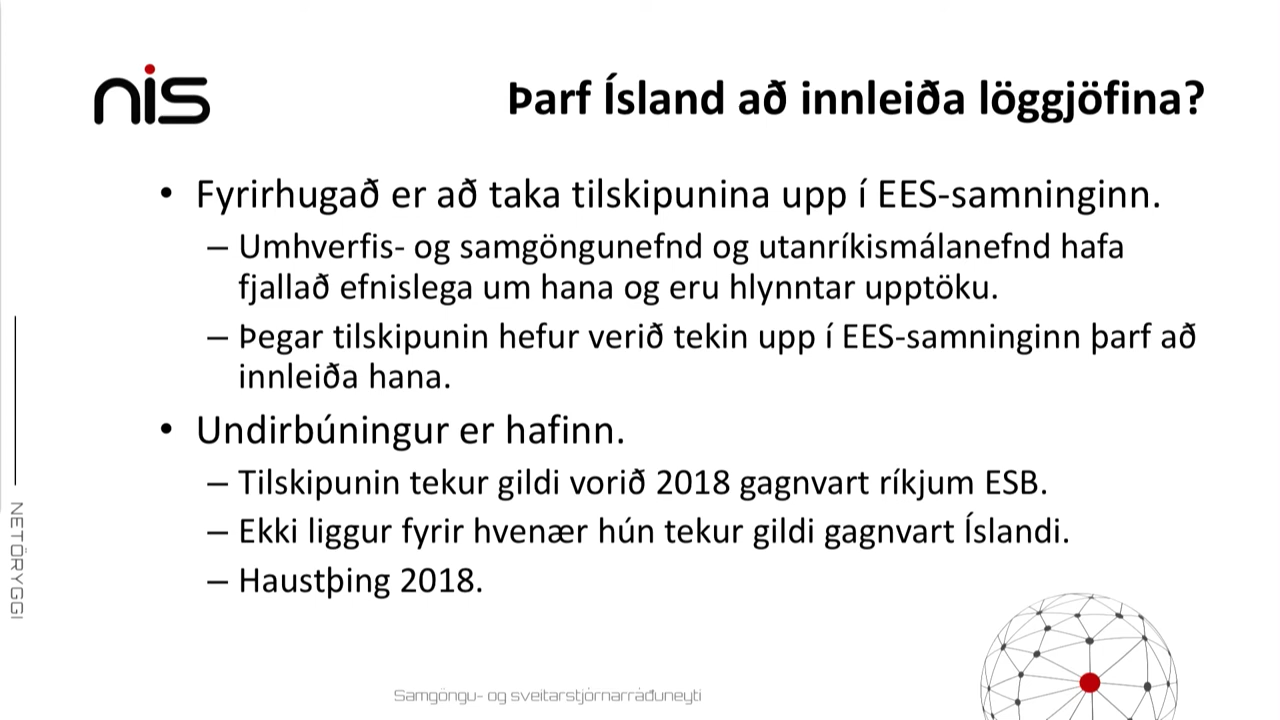 nis
Þarf Ísland að innleiða löggjöfina?
• Fyrirhugað er að taka tilskipunina upp í EES-samninginn.
– Umhverfis- og samgöngunefnd og utanríkismálanefnd hafa
fjallað efnislega um hana og eru hlynntar upptöku.
– Þegar tilskipunin hefur verið tekin upp í EES-samninginn þarf að
innleiða hana.
• Undirbúningur er hafinn.
– Tilskipunin tekur gildi vorið 2018 gagnvart ríkjum ESB.
– Ekki liggur fyrir hvenær hún tekur gildi gagnvart Íslandi.
– Haustþing 2018.
NETÖRYGGI
Samgöngu- og sveitarstjórnarráðuneyti